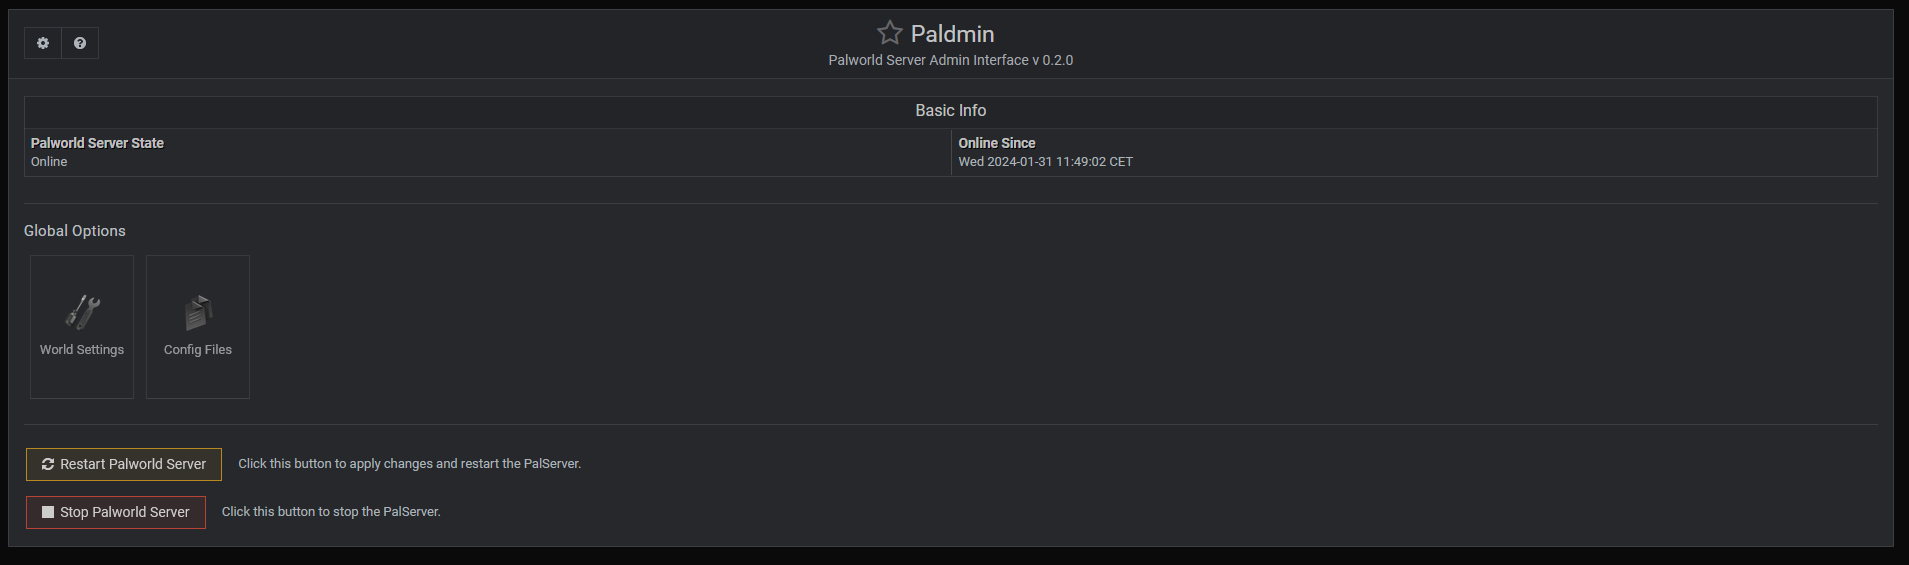 Paldmin
Palworld Server Admin Interface v 0.2.0
Basic Info
Palworld Server State
Online
Online Since
Wed 2024-01-31 11:49:02 CET
Global Options
World Settings
Config Files
Restart Palworld Server
Click this button to apply changes and restart the PalServer.
Stop Palworld Server
Click this button to stop the PalServer.